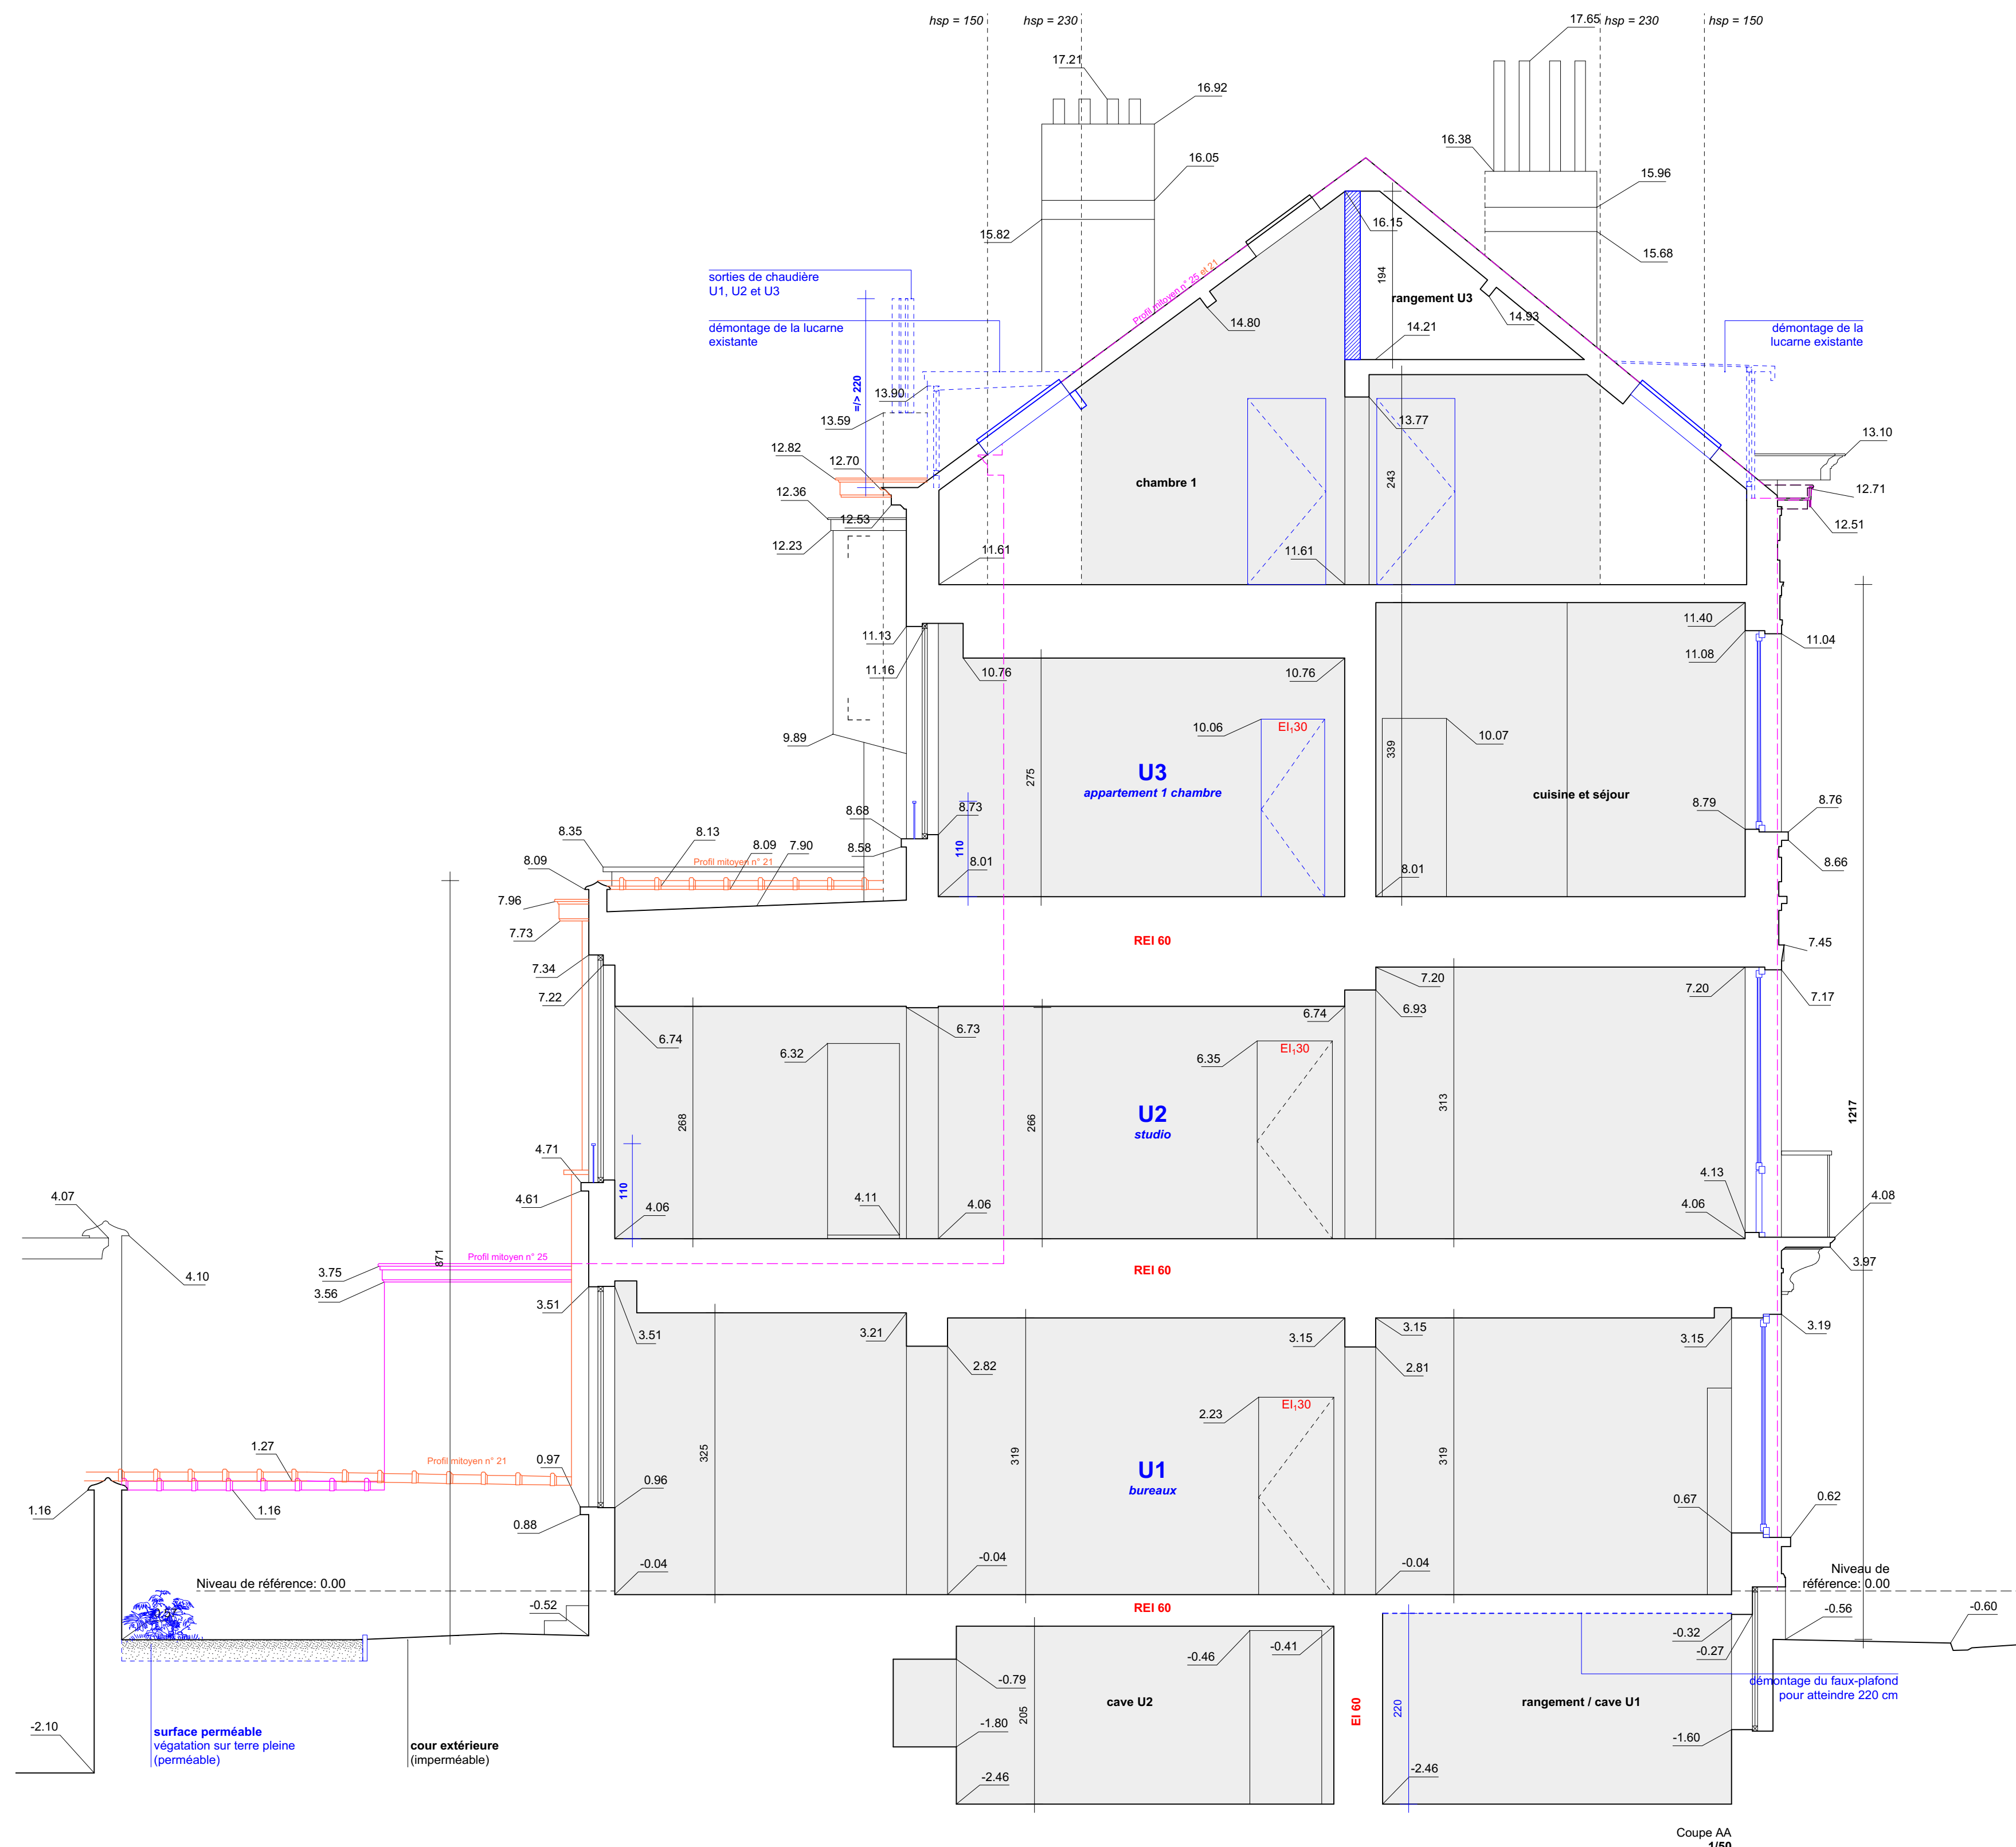 hsp = 150
hsp = 230
17.65
hsp = 230
hsp = 150
17.21
16.92
16.38
16.05
15.96
15.82
16.15
15.68
sorties de chaudière
U1, U2 et U3
Profil mitoyen n° 25 et 21
194
rangement U3
14.93
14.80
14.21
démontage de la lucarne
existante
démontage de la
lucarne existante
=/> 220
13.90
13.59
13.77
13.10
12.82
12.70
12.36
12.53
12.23
chambre 1
243
12.71
12.51
11.61
11.61
11.13
11.16
11.40
11.08
11.04
10.76
10.76
10.06
EI₁30
10.07
9.89
275
U3
appartement 1 chambre
339
cuisine et séjour
8.68
8.73
8.79
8.76
8.35
8.13
8.09
7.90
8.58
110
8.66
8.09
Profil mitoyen n° 21
8.01
8.01
7.96
7.73
REI 60
7.45
7.34
7.22
7.20
7.20
7.17
6.93
6.74
6.73
6.74
6.32
6.35
EI₁30
268
266
U2
studio
313
1217
4.71
4.61
110
4.06
4.11
4.06
4.13
4.06
4.08
4.07
4.10
871
Profil mitoyen n° 25
REI 60
3.97
3.75
3.56
3.51
3.51
3.21
3.15
3.15
3.15
3.19
2.82
2.81
2.23
EI₁30
325
319
U1
bureaux
319
1.27
Profil mitoyen n° 21
0.97
0.96
0.67
0.62
1.16
1.16
0.88
-0.04
-0.04
-0.04
Niveau de référence: 0.00
Niveau de
référence: 0.00
-0.52
REI 60
-0.56
-0.60
-0.46
-0.41
-0.32
-0.27
-0.79
205
cave U2
EI 60
220
rangement / cave U1
démontage du faux-plafond
pour atteindre 220 cm
-1.80
-1.60
-2.10
surface perméable
végatation sur terre pleine
(perméable)
cour extérieure
(imperméable)
-2.46
-2.46
Coupe AA
1/50